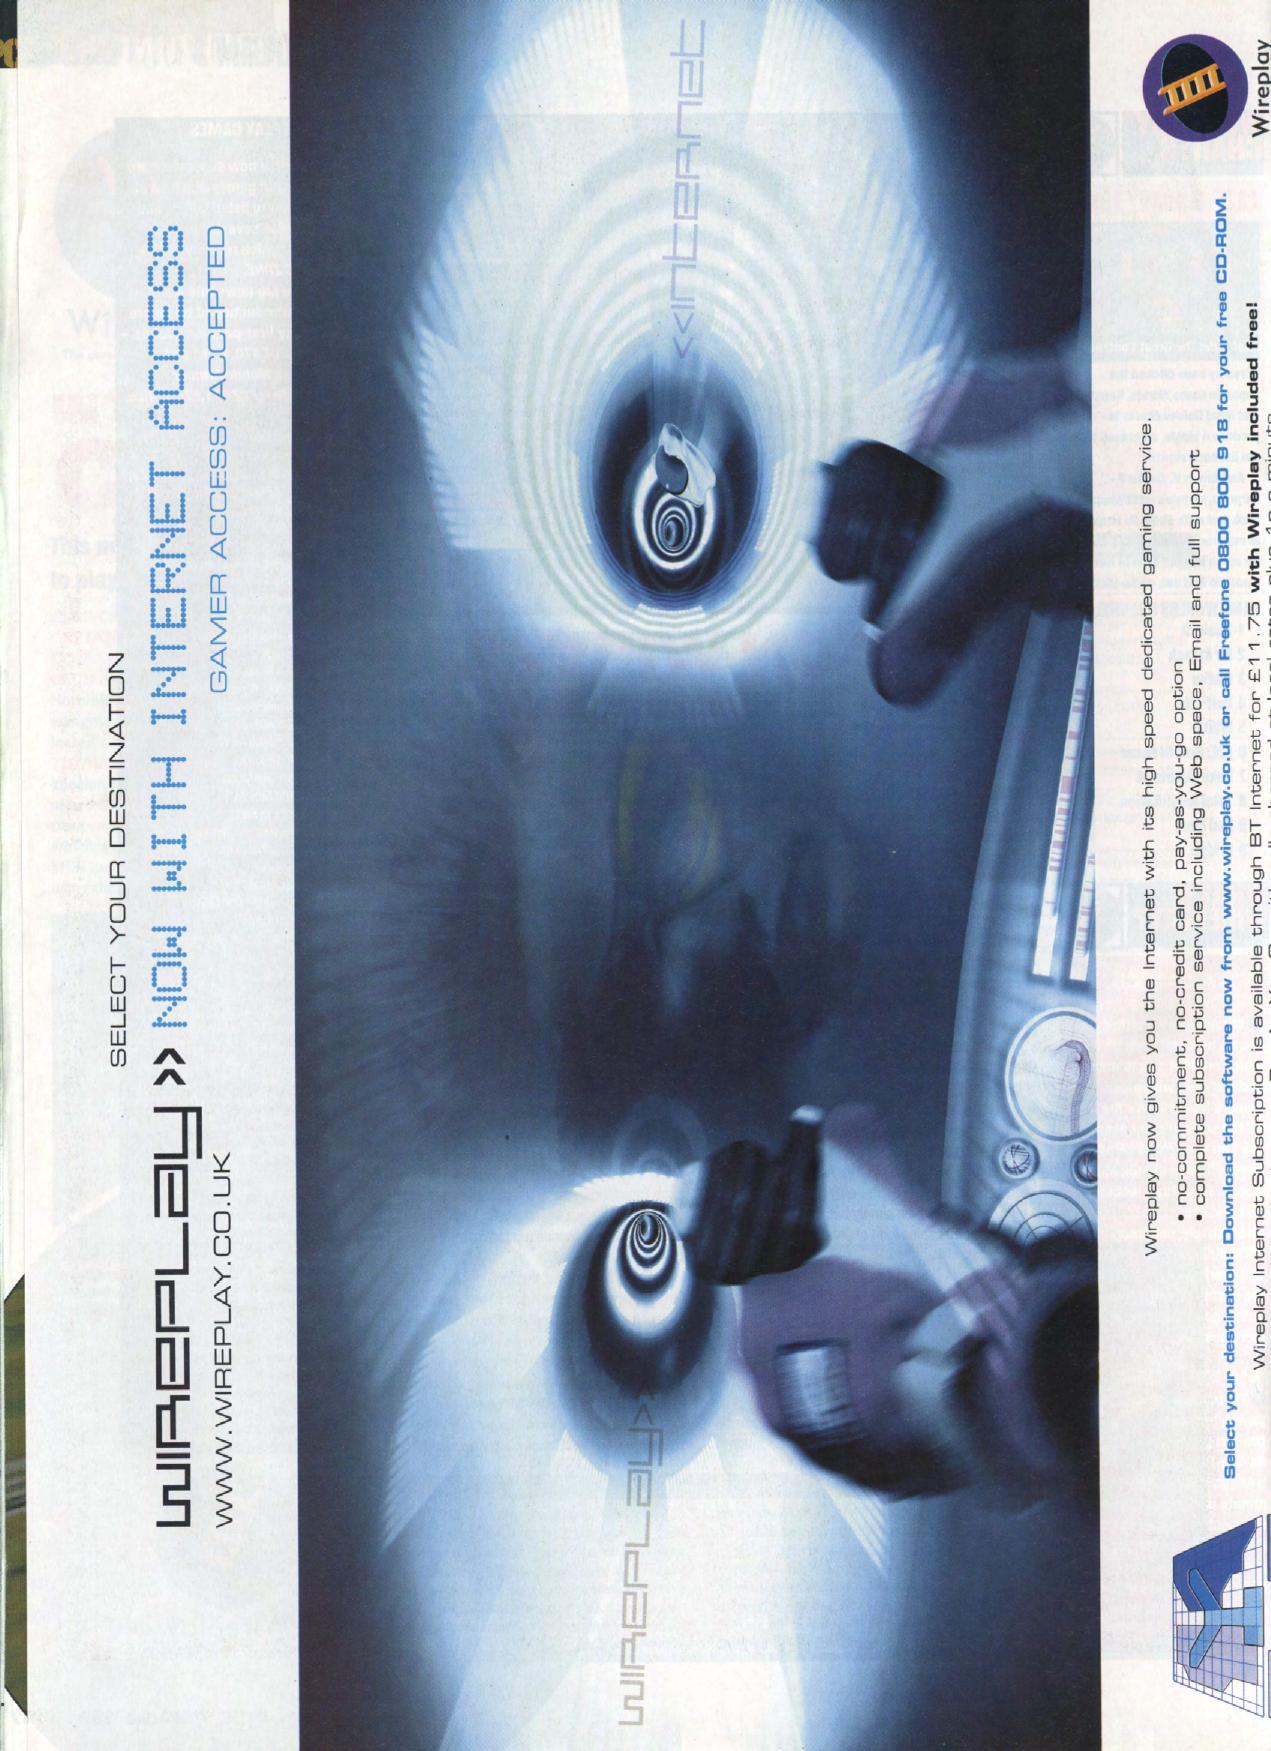 SELECT YOUR DESTINATION
wireplay >> NOW WITH INTERNET ACCESS
WWW.WIREPLAY.CO.UK
GAMER ACCESS: ACCEPTED
wireplay>>
<<internet
Wireplay now gives you the Internet with its high speed dedicated gaming service.
• no-commitment, no-credit card, pay-as-you-go option
• complete subscription service including Web space, Email and full support
Select your destination: Download the software now from www.wireplay.co.uk or call Freefone 0800 800 918 for your free CD-ROM.
Wireplay Internet Subscription is available through BT Internet for £11.75 with Wireplay included free!
Wireplay